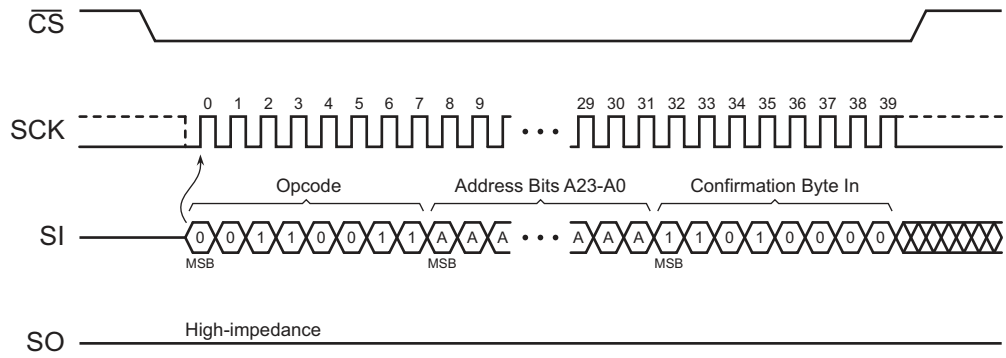 CS
0 1 2 3 4 5 6 7 8 9 29 30 31 32 33 34 35 36 37 38 39
SCK • • •
Opcode Address Bits A23-A0 Confirmation Byte In
SI 0 0 1 1 0 0 1 1 A A A • • • A A A 1 1 0 1 0 0 0 0
MSB MSB MSB
High-impedance
SO